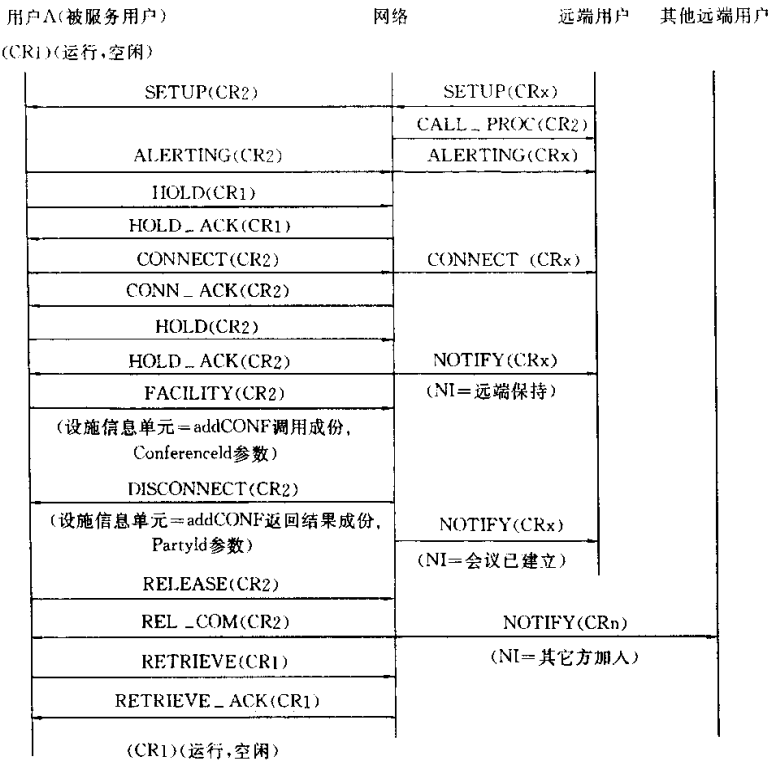 用户A(被服务用户) 网络 远端用户 其他远端用户
(CR1)(运行,空闲)
SETUP(CR2) SETUP(CRx)
CALL_PROC(CR2)
ALERTING(CR2) ALERTING(CRx)
HOLD(CR1)
HOLD_ACK(CR1)
CONNECT(CR2) CONNECT (CRx)
CONN_ACK(CR2)
HOLD(CR2)
HOLD_ACK(CR2) NOTIFY(CRx)
FACILITY(CR2) (NI=远端保持)
(设施信息单元=addCONF调用成份,
ConferenceId参数)
DISCONNECT(CR2)
(设施信息单元=addCONF返回结果成份, NOTIFY(CRx)
PartyId参数) (NI=会议已建立)
RELEASE(CR2)
REL_COM(CR2) NOTIFY(CRn)
RETRIEVE(CR1) (NI=其它方加入)
RETRIEVE_ACK(CR1)
(CR1)(运行,空闲)